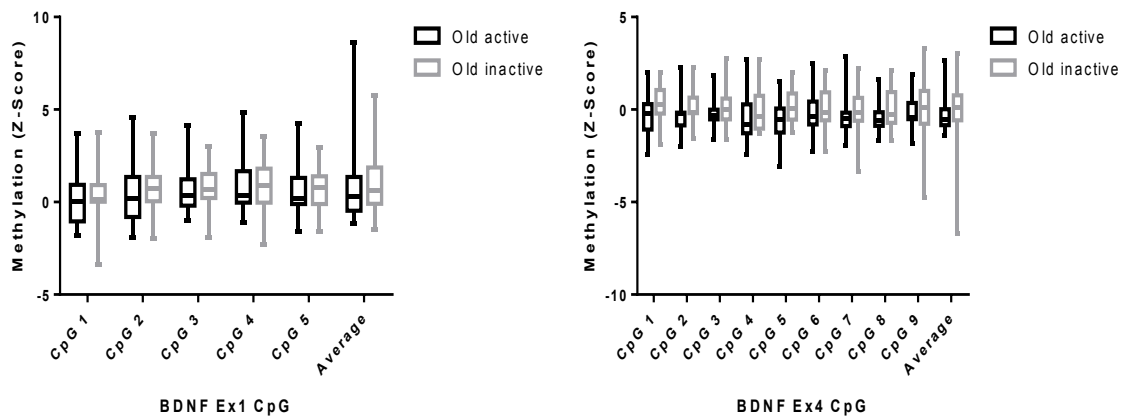 10
5
0
-5
Methylation (Z-Score)
CpG 1
CpG 2
CpG 3
CpG 4
CpG 5
Average
BDNF Ex1 CpG
Old active
Old inactive
5
0
-5
-10
Methylation (Z-Score)
CpG 1
CpG 2
CpG 3
CpG 4
CpG 5
CpG 6
CpG 7
CpG 8
CpG 9
Average
BDNF Ex4 CpG
Old active
Old inactive